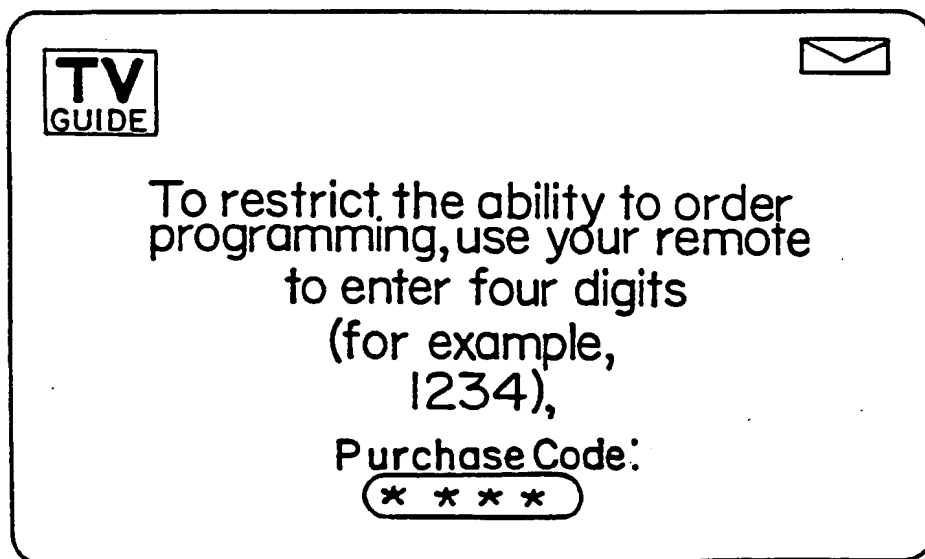 TV
GUIDE
To restrict the ability to order
programming, use your remote
to enter four digits
(for example,
1234),
Purchase Code:
* * * *